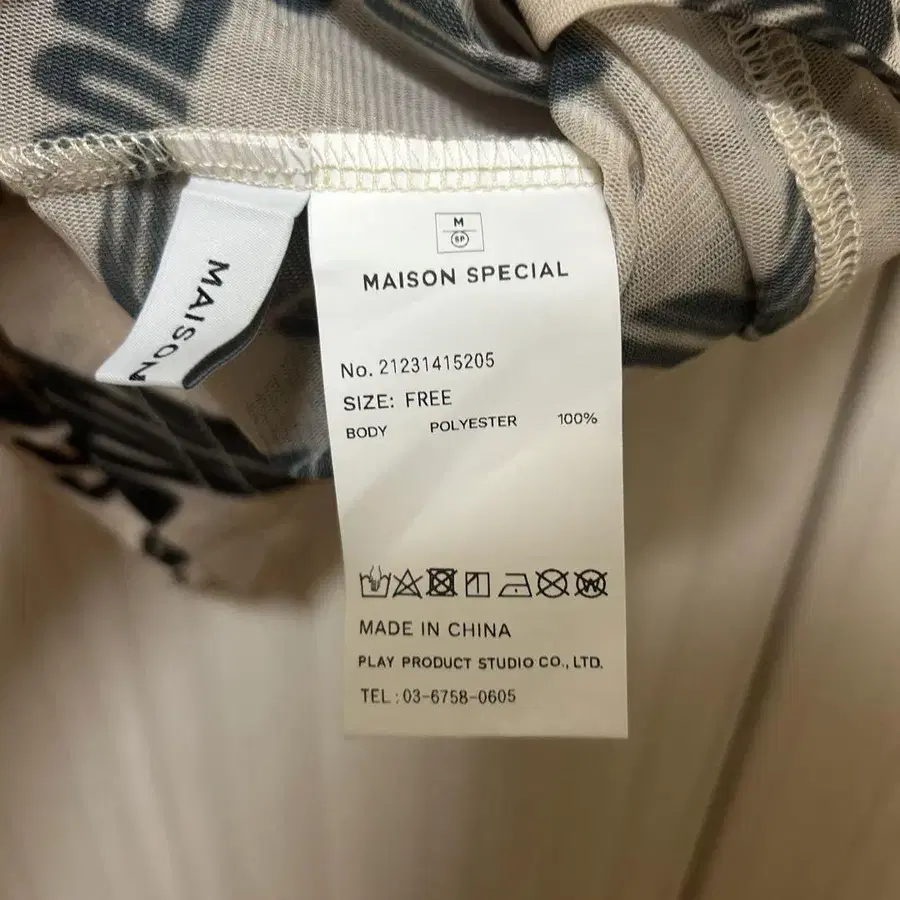 M
SP
MAISON SPECIAL
MAISON
No. 21231415205
SIZE: FREE
BODY POLYESTER 100%
W
MADE IN CHINA
PLAY PRODUCT STUDIO CO., LTD.
TEL : 03-6758-0605